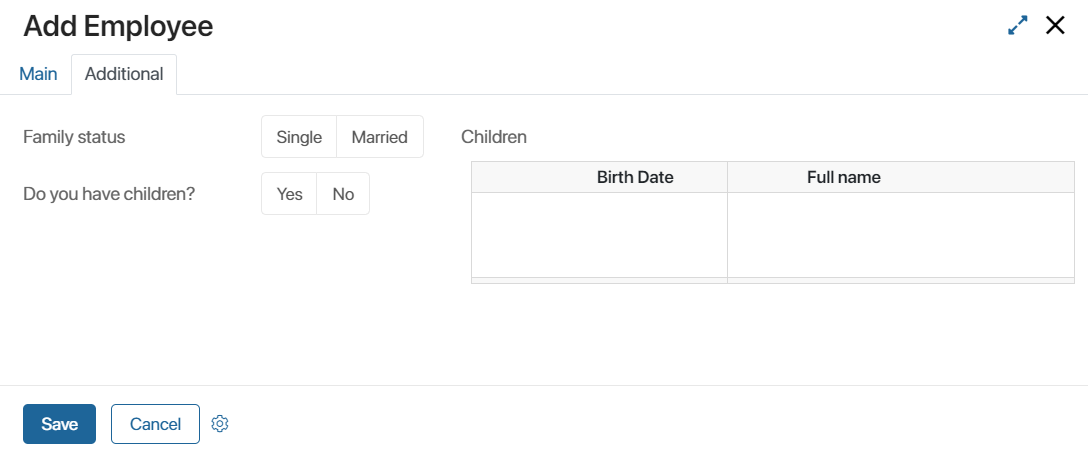 Add Employee
Main Additional
Family status Single Married Children
Birth Date Full name
Do you have children? Yes No
Save Cancel